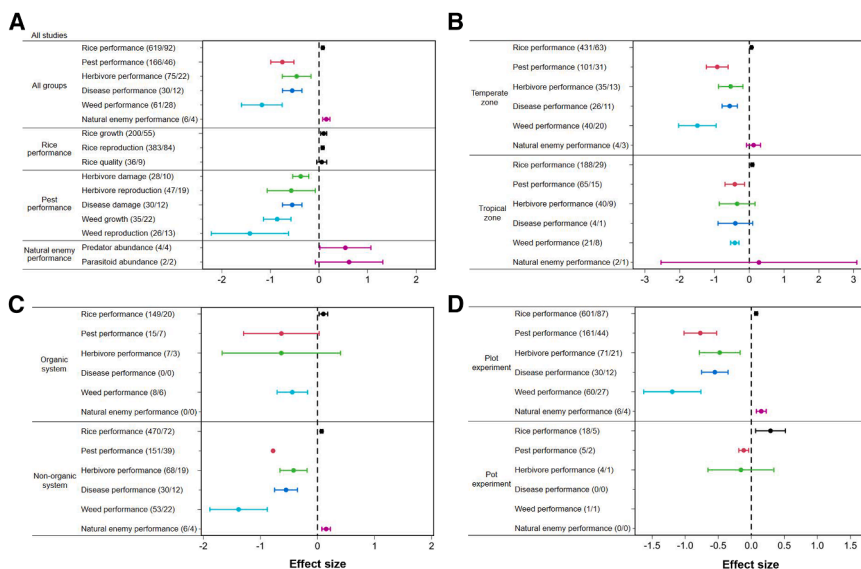 A
All studies
Rice performance (619/92)
Pest performance (166/46)
Herbivore performance (75/22)
All groups
Disease performance (30/12)
Weed performance (61/28)
Natural enemy performance (6/4)
Rice growth (200/55)
Rice performance
Rice reproduction (383/84)
Rice quality (36/9)
Herbivore damage (28/10)
Herbivore reproduction (47/19)
Pest performance
Disease damage (30/12)
Weed growth (35/22)
Weed reproduction (26/13)
Natural enemy performance
Predator abundance (4/4)
Parasitoid abundance (2/2)
-2 -1 0 1 2
B
Rice performance (431/63)
Pest performance (101/31)
Temperate zone
Herbivore performance (35/13)
Disease performance (26/11)
Weed performance (40/20)
Natural enemy performance (4/3)
Rice performance (188/29)
Pest performance (65/15)
Tropical zone
Herbivore performance (40/9)
Disease performance (4/1)
Weed performance (21/8)
Natural enemy performance (2/1)
-3 -2 -1 0 1 2 3
C
Rice performance (149/20)
Pest performance (15/7)
Organic system
Herbivore performance (7/3)
Disease performance (0/0)
Weed performance (8/6)
Natural enemy performance (0/0)
Rice performance (470/72)
Pest performance (151/39)
Non-organic system
Herbivore performance (68/19)
Disease performance (30/12)
Weed performance (53/22)
Natural enemy performance (6/4)
-2 -1 0 1 2
Effect size
D
Rice performance (601/87)
Pest performance (161/44)
Plot experiment
Herbivore performance (71/21)
Disease performance (30/12)
Weed performance (60/27)
Natural enemy performance (6/4)
Rice performance (18/5)
Pest performance (5/2)
Pot experiment
Herbivore performance (4/1)
Disease performance (0/0)
Weed performance (1/1)
Natural enemy performance (0/0)
-1.5 -1.0 -0.5 0.0 0.5 1.0 1.5
Effect size